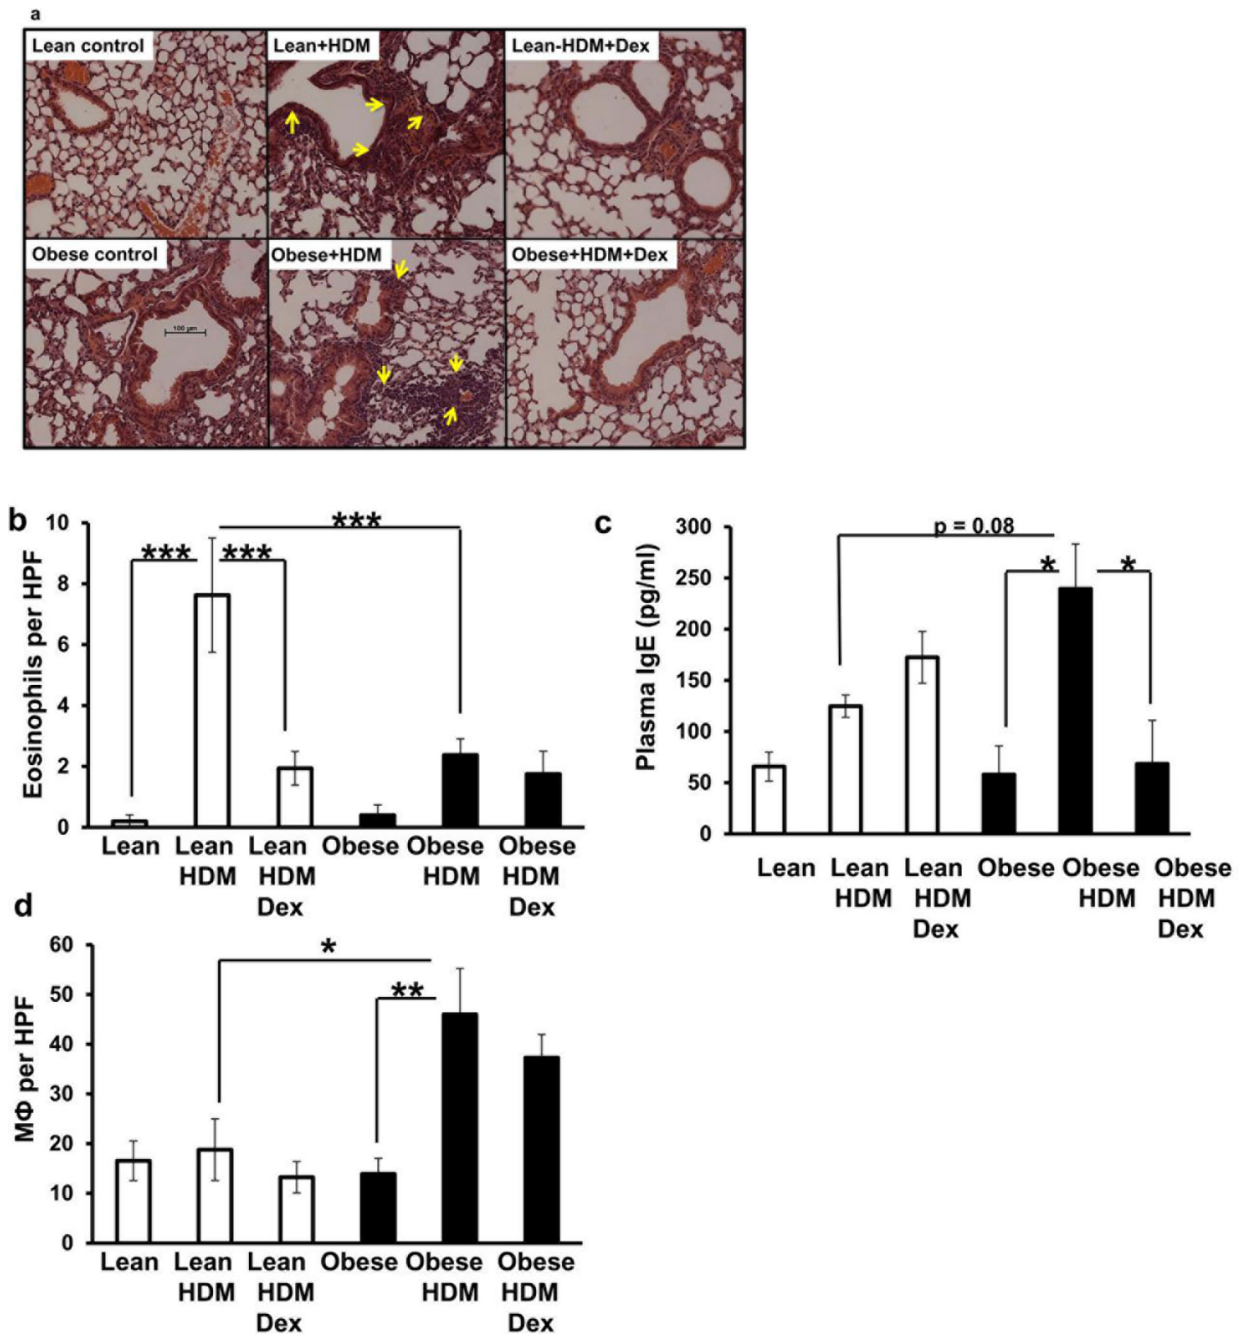 a
Lean control
Lean+HDM
Lean-HDM+Dex
Obese control
Obese+HDM
Obese+HDM+Dex
100 µm
b
Eosinophils per HPF
10
8
6
4
2
0
***
***
***
Lean
Lean
HDM
Lean
HDM
Dex
Obese
Obese
HDM
Obese
HDM
Dex
c
Plasma IgE (pg/ml)
300
250
200
150
100
50
0
p = 0.08
*
*
Lean
Lean
HDM
Lean
HDM
Dex
Obese
Obese
HDM
Obese
HDM
Dex
d
MΦ per HPF
60
50
40
30
20
10
0
*
**
Lean
Lean
HDM
Lean
HDM
Dex
Obese
Obese
HDM
Obese
HDM
Dex